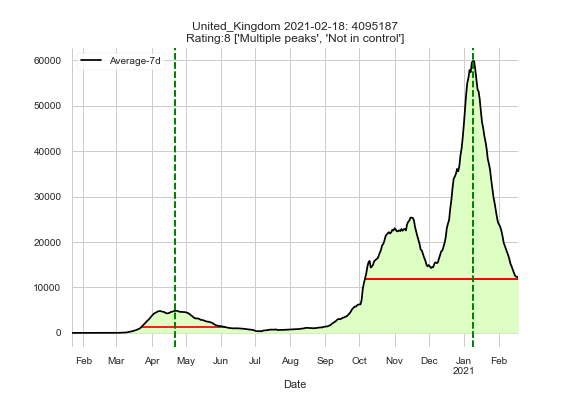 United_Kingdom 2021-02-18: 4095187
Rating:8 ['Multiple peaks', 'Not in control']
Average-7d
60000
50000
40000
30000
20000
10000
0
Feb Mar Apr May Jun Jul Aug Sep Oct Nov Dec Jan Feb
2021
Date